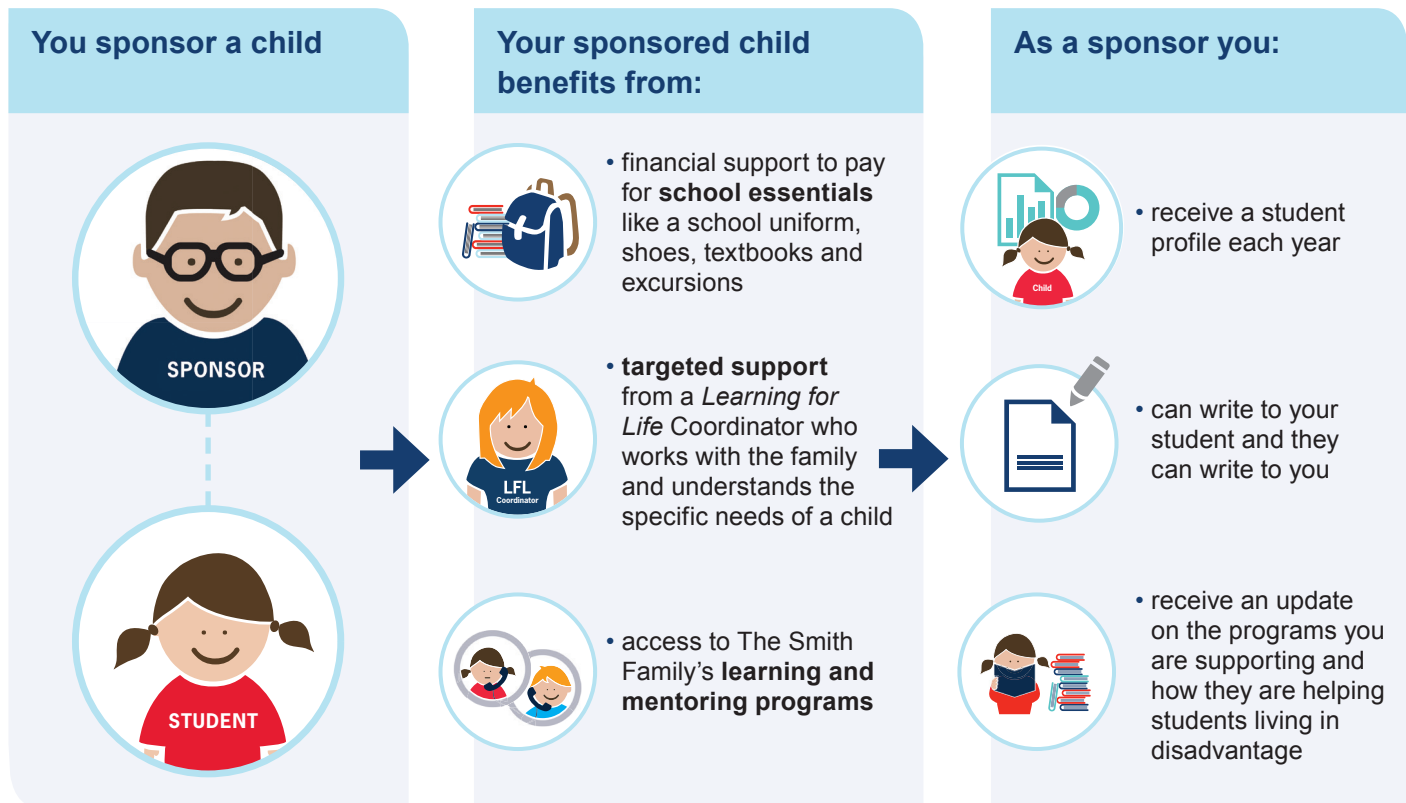 You sponsor a child
SPONSOR
STUDENT
Your sponsored child
benefits from:
• financial support to pay
for school essentials
like a school uniform,
shoes, textbooks and
excursions
LFL
Coordinator
• targeted support
from a Learning for
Life Coordinator who
works with the family
and understands the
specific needs of a child
• access to The Smith
Family’s learning and
mentoring programs
As a sponsor you:
Child
• receive a student
profile each year
• can write to your
student and they
can write to you
• receive an update
on the programs you
are supporting and
how they are helping
students living in
disadvantage